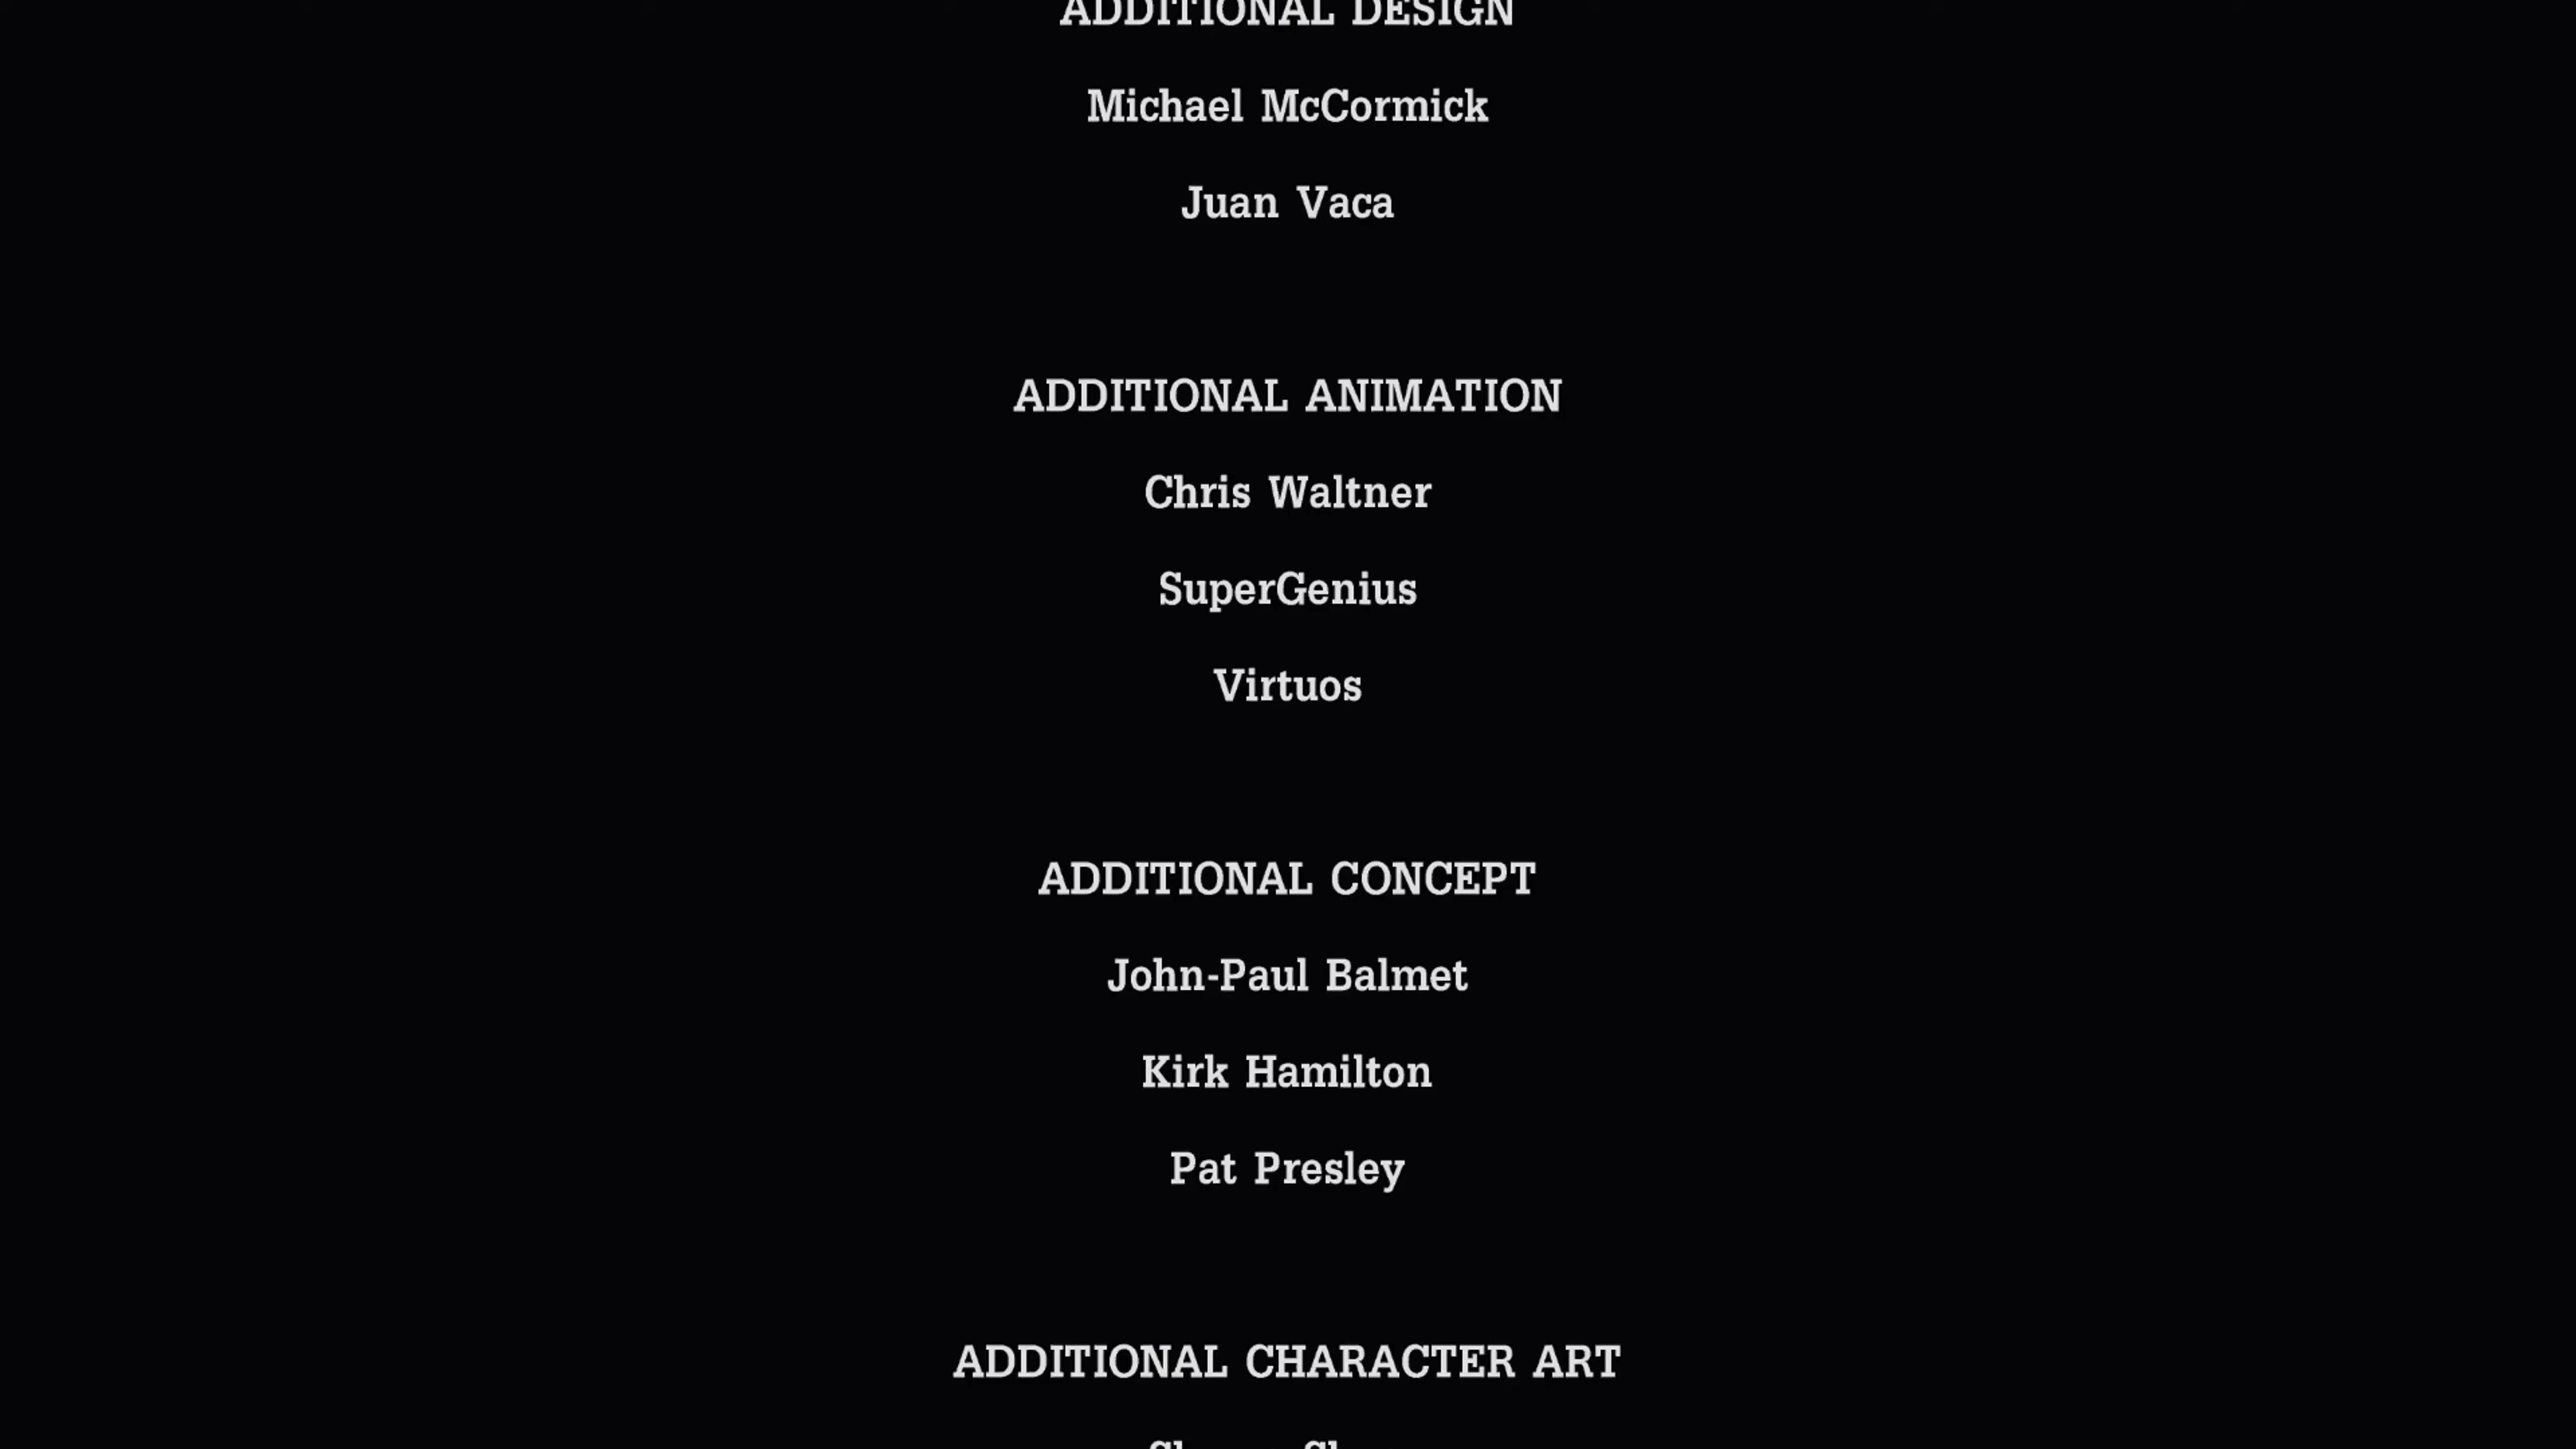 ADDITIONAL DESIGN
Michael McCormick
Juan Vaca
ADDITIONAL ANIMATION
Chris Waltner
SuperGenius
Virtuos
ADDITIONAL CONCEPT
John-Paul Balmet
Kirk Hamilton
Pat Presley
ADDITIONAL CHARACTER ART